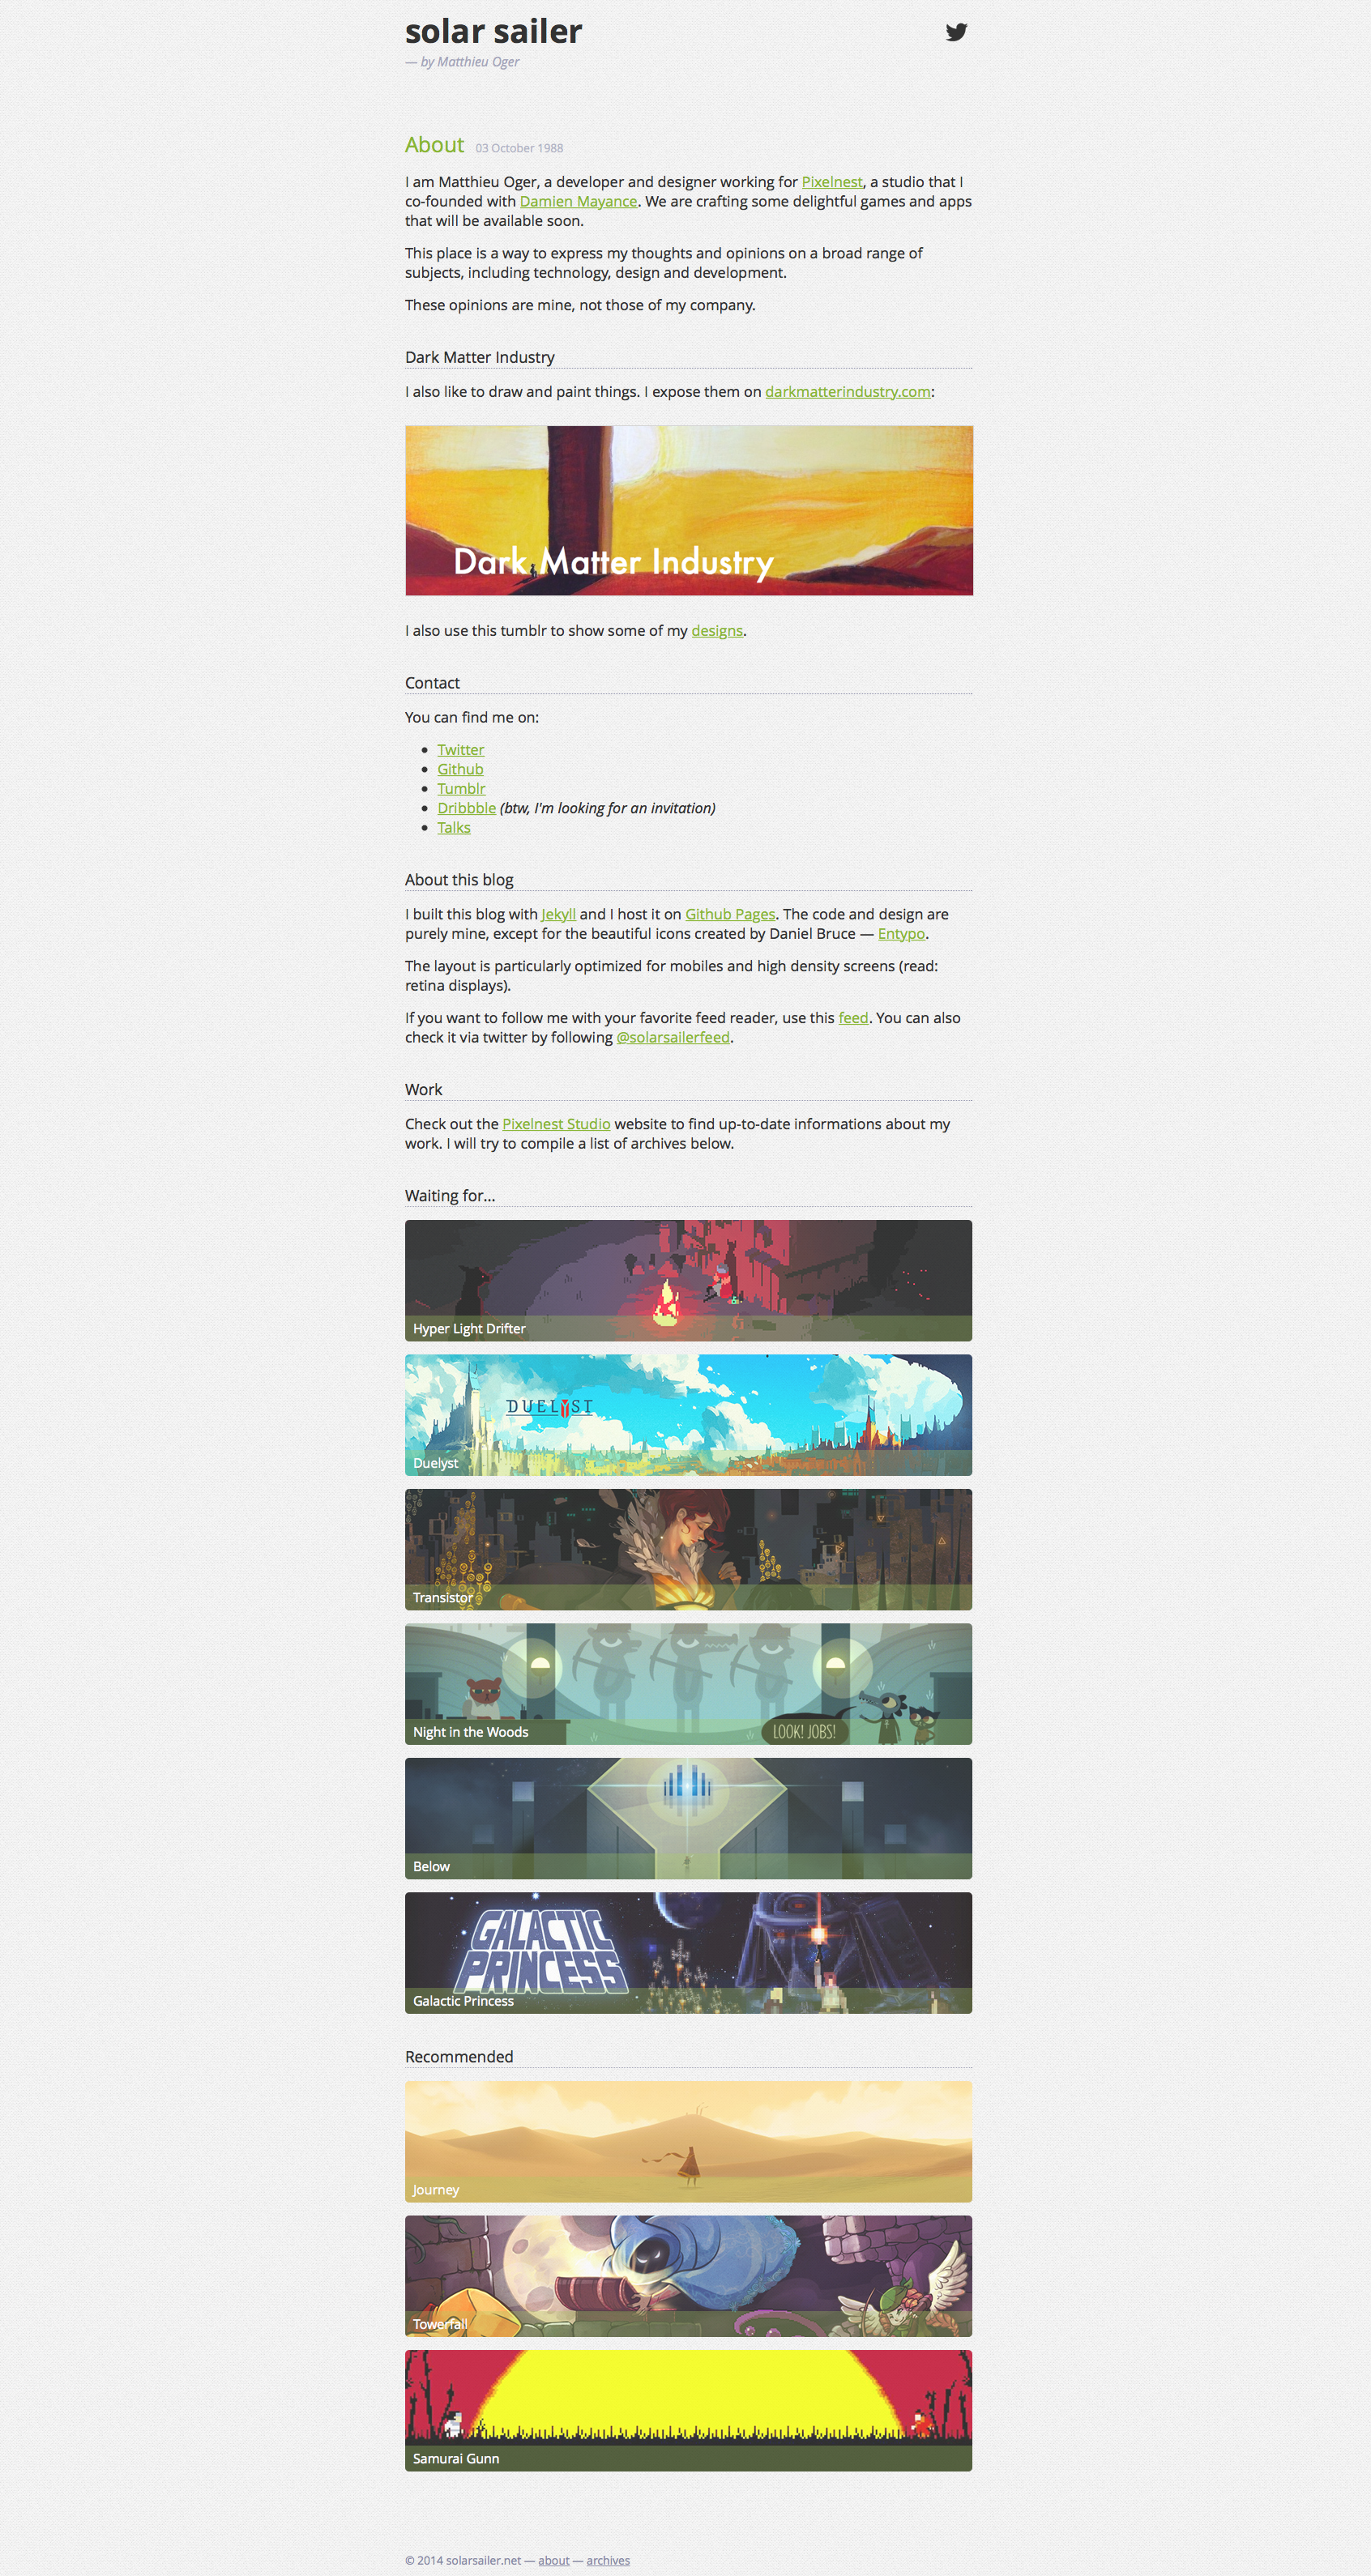 solar sailer
— by Matthieu Oger
About 03 October 1988
I am Matthieu Oger, a developer and designer working for Pixelnest, a studio that I
co-founded with Damien Mayance. We are crafting some delightful games and apps
that will be available soon.
This place is a way to express my thoughts and opinions on a broad range of
subjects, including technology, design and development.
These opinions are mine, not those of my company.
Dark Matter Industry
I also like to draw and paint things. I expose them on darkmatterindustry.com:
Dark Matter Industry
I also use this tumblr to show some of my designs.
Contact
You can find me on:
• Twitter
• Github
• Tumblr
• Dribbble (btw, I'm looking for an invitation)
• Talks
About this blog
I built this blog with Jekyll and I host it on Github Pages. The code and design are
purely mine, except for the beautiful icons created by Daniel Bruce — Entypo.
The layout is particularly optimized for mobiles and high density screens (read:
retina displays).
If you want to follow me with your favorite feed reader, use this feed. You can also
check it via twitter by following @solarsailerfeed.
Work
Check out the Pixelnest Studio website to find up-to-date informations about my
work. I will try to compile a list of archives below.
Waiting for...
Hyper Light Drifter
DUELYST
Duelyst
Transistor
LOOK! JOBS!
Night in the Woods
Below
GALACTIC
PRINCESS
Galactic Princess
Recommended
Journey
Towerfall
Samurai Gunn
© 2014 solarsailer.net — about — archives